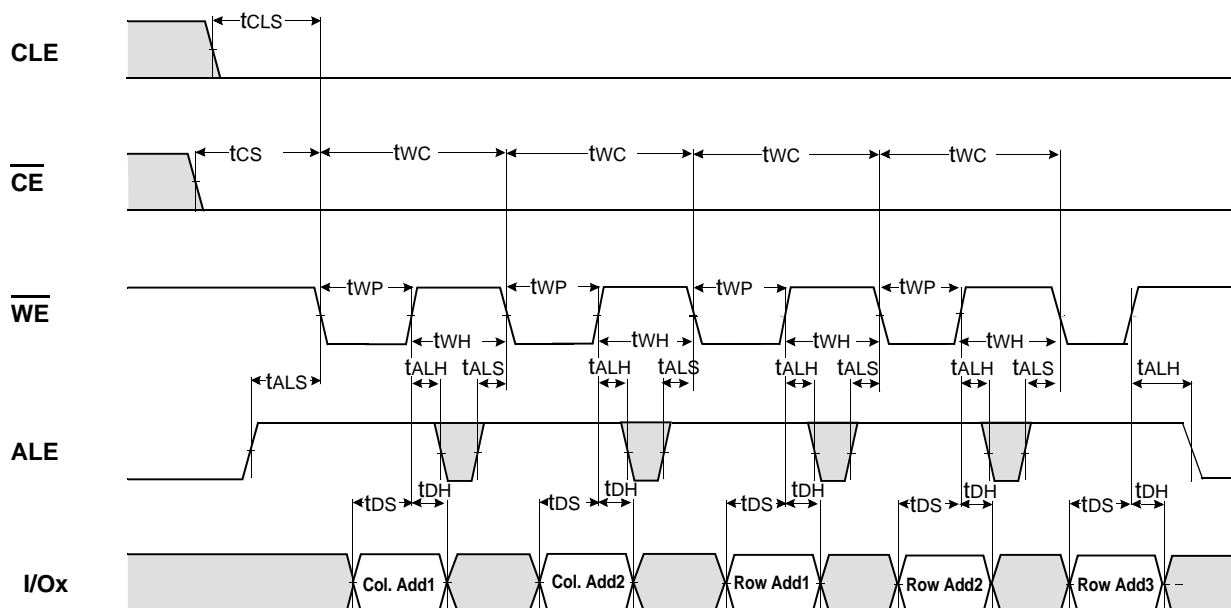 CLE
tCLS
CE
tCS
tWC
tWC
tWC
tWC
WE
tWP
tWP
tWP
tWP
tWH
tWH
tWH
tWH
tALS
tALH
tALS
tALH
tALS
tALH
tALS
tALH
tALS
tALH
ALE
tDS
tDH
tDS
tDH
tDS
tDH
tDS
tDH
tDS
tDH
I/Ox
Col. Add1
Col. Add2
Row Add1
Row Add2
Row Add3